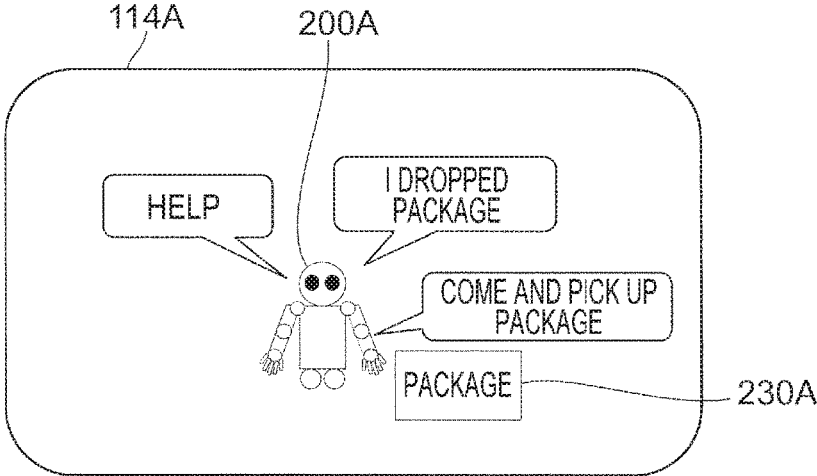 114A
200A
HELP
I DROPPED
PACKAGE
COME AND PICK UP
PACKAGE
PACKAGE
230A